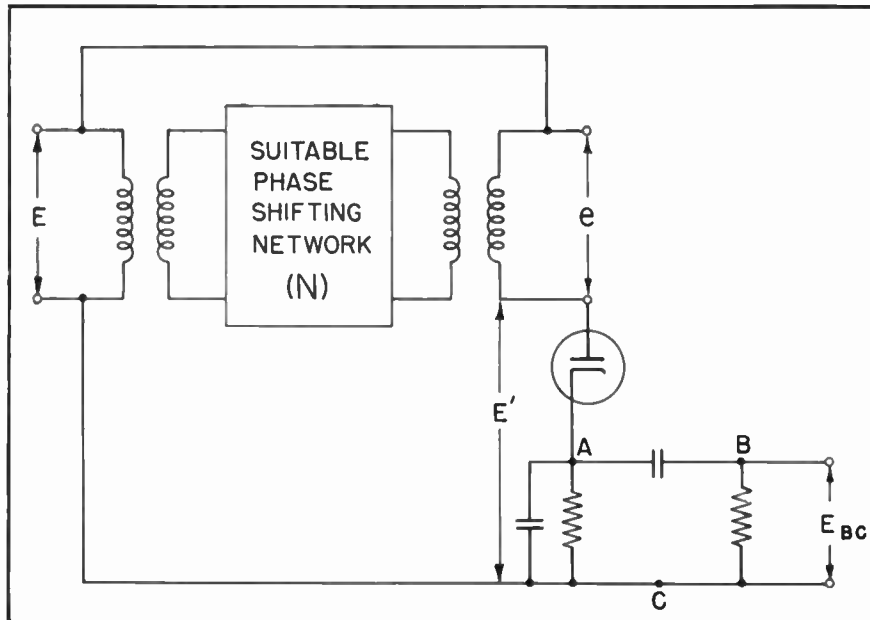 E
SUITABLE
PHASE
SHIFTING
NETWORK
(N)
e
E'
A
B
E BC
C